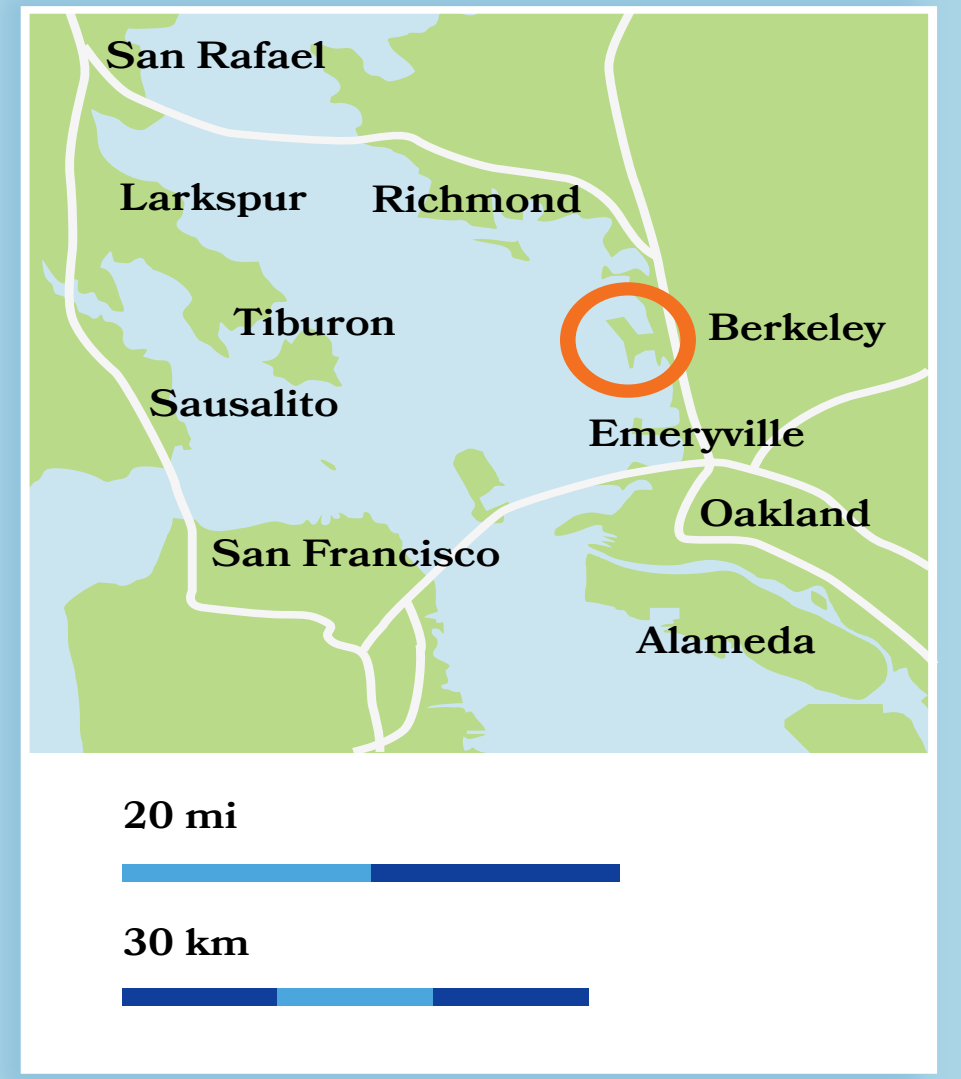 San Rafael
Larkspur
Richmond
Tiburon
Berkeley
Sausalito
Emeryville
Oakland
San Francisco
Alameda
20 mi
30 km